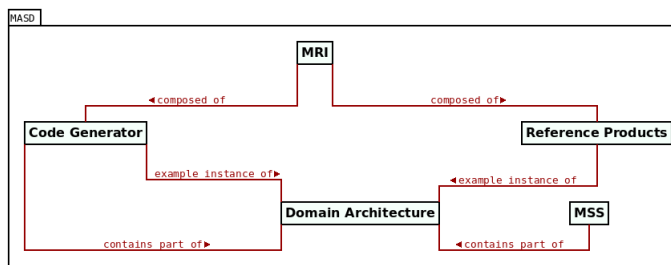 MASD
MRI
◄composed of
composed of►
Code Generator
Reference Products
example instance of►
◄example instance of
Domain Architecture
MSS
contains part of►
◄contains part of